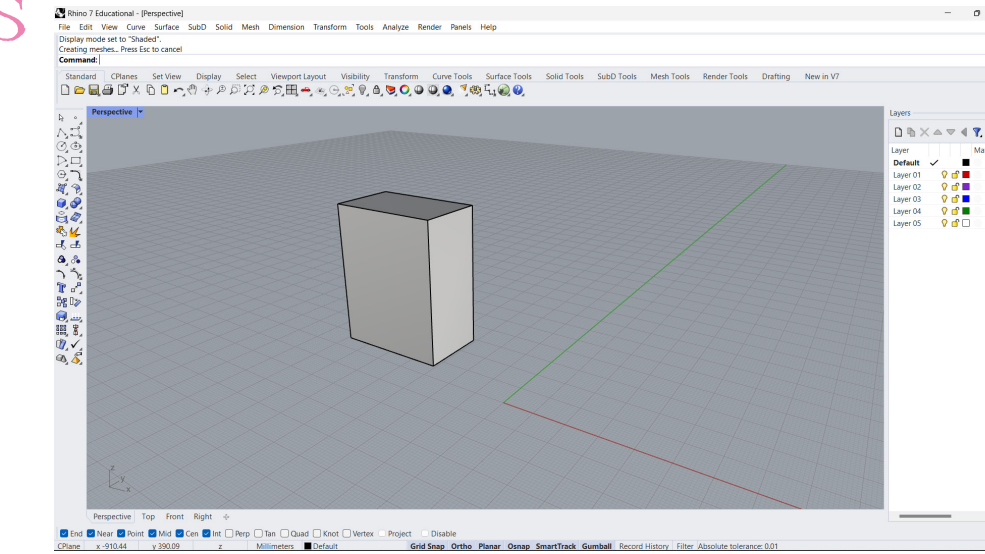 S
Rhino 7 Educational - [Perspective]
File Edit View Curve Surface SubD Solid Mesh Dimension Transform Tools Analyze Render Panels Help
Display mode set to "Shaded".
Creating meshes... Press Esc to cancel
Command:
Standard CPlanes Set View Display Select Viewport Layout Visibility Transform Curve Tools Surface Tools Solid Tools SubD Tools Mesh Tools Render Tools Drafting New in V7
Perspective
Layers
Layer Ma
Default
Layer 01
Layer 02
Layer 03
Layer 04
Layer 05
z
y
x
Perspective Top Front Right
End Near Point Mid Cen Int Perp Tan Quad Knot Vertex Project Disable
CPlane x -910.44 y 390.09 z Millimeters Default Grid Snap Ortho Planar Osnap SmartTrack Gumball Record History Filter Absolute tolerance: 0.01